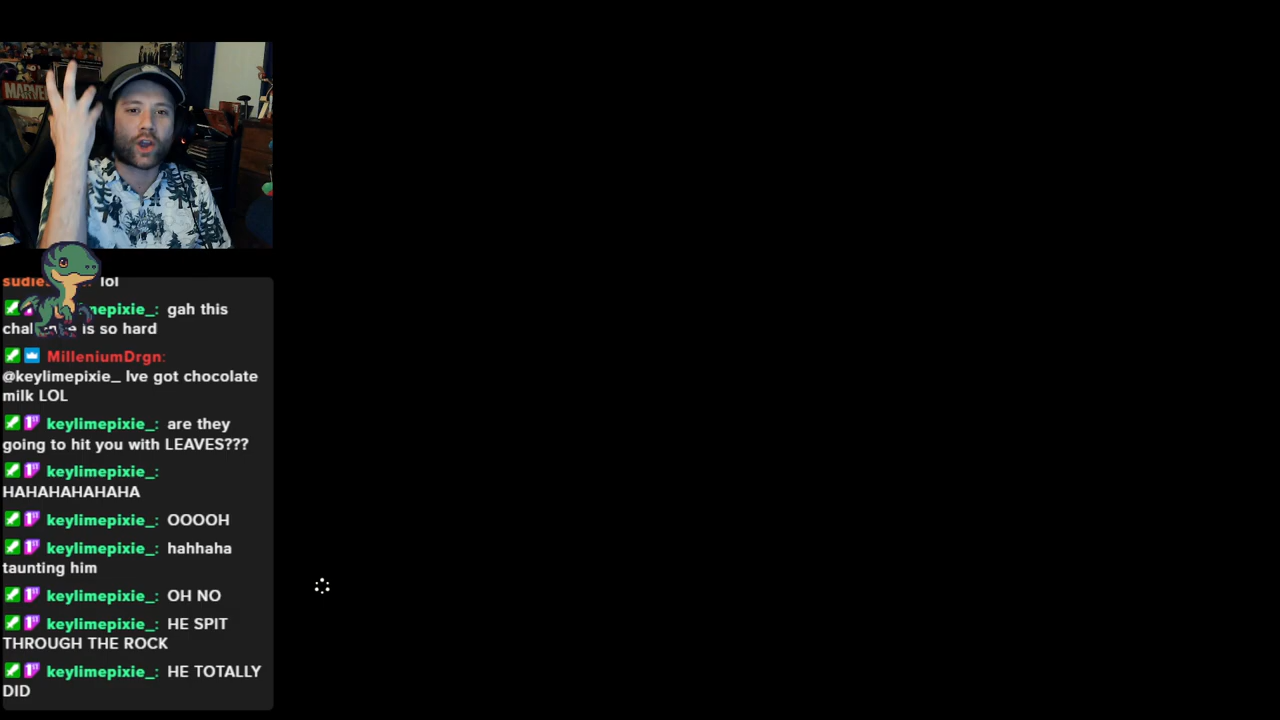 MARVEL
lol
gah this
is so hard
MilleniumDrgn:
@keylimepixie_ Ive got chocolate
milk LOL
keylimepixie_: are they
going to hit you with LEAVES???
keylimepixie_:
HAHAHAHAHAHA
keylimepixie_: OOOOH
keylimepixie_: hahhaha
taunting him
keylimepixie_: OH NO
keylimepixie_: HE SPIT
THROUGH THE ROCK
keylimepixie_: HE TOTALLY
DID